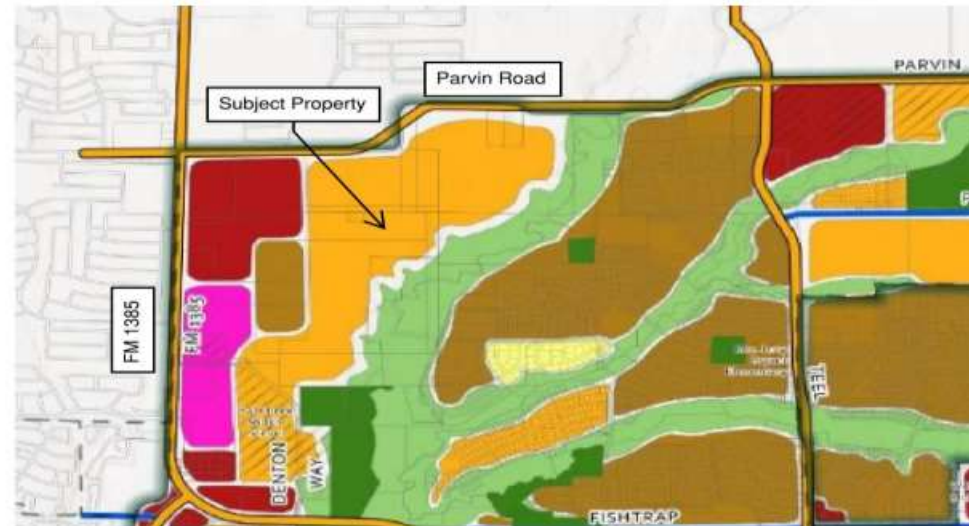 Parvin Road
PARVIN
Subject Property
FM 1385
FM 1385
TEEL
DENTON
WAY
FISHTRAP